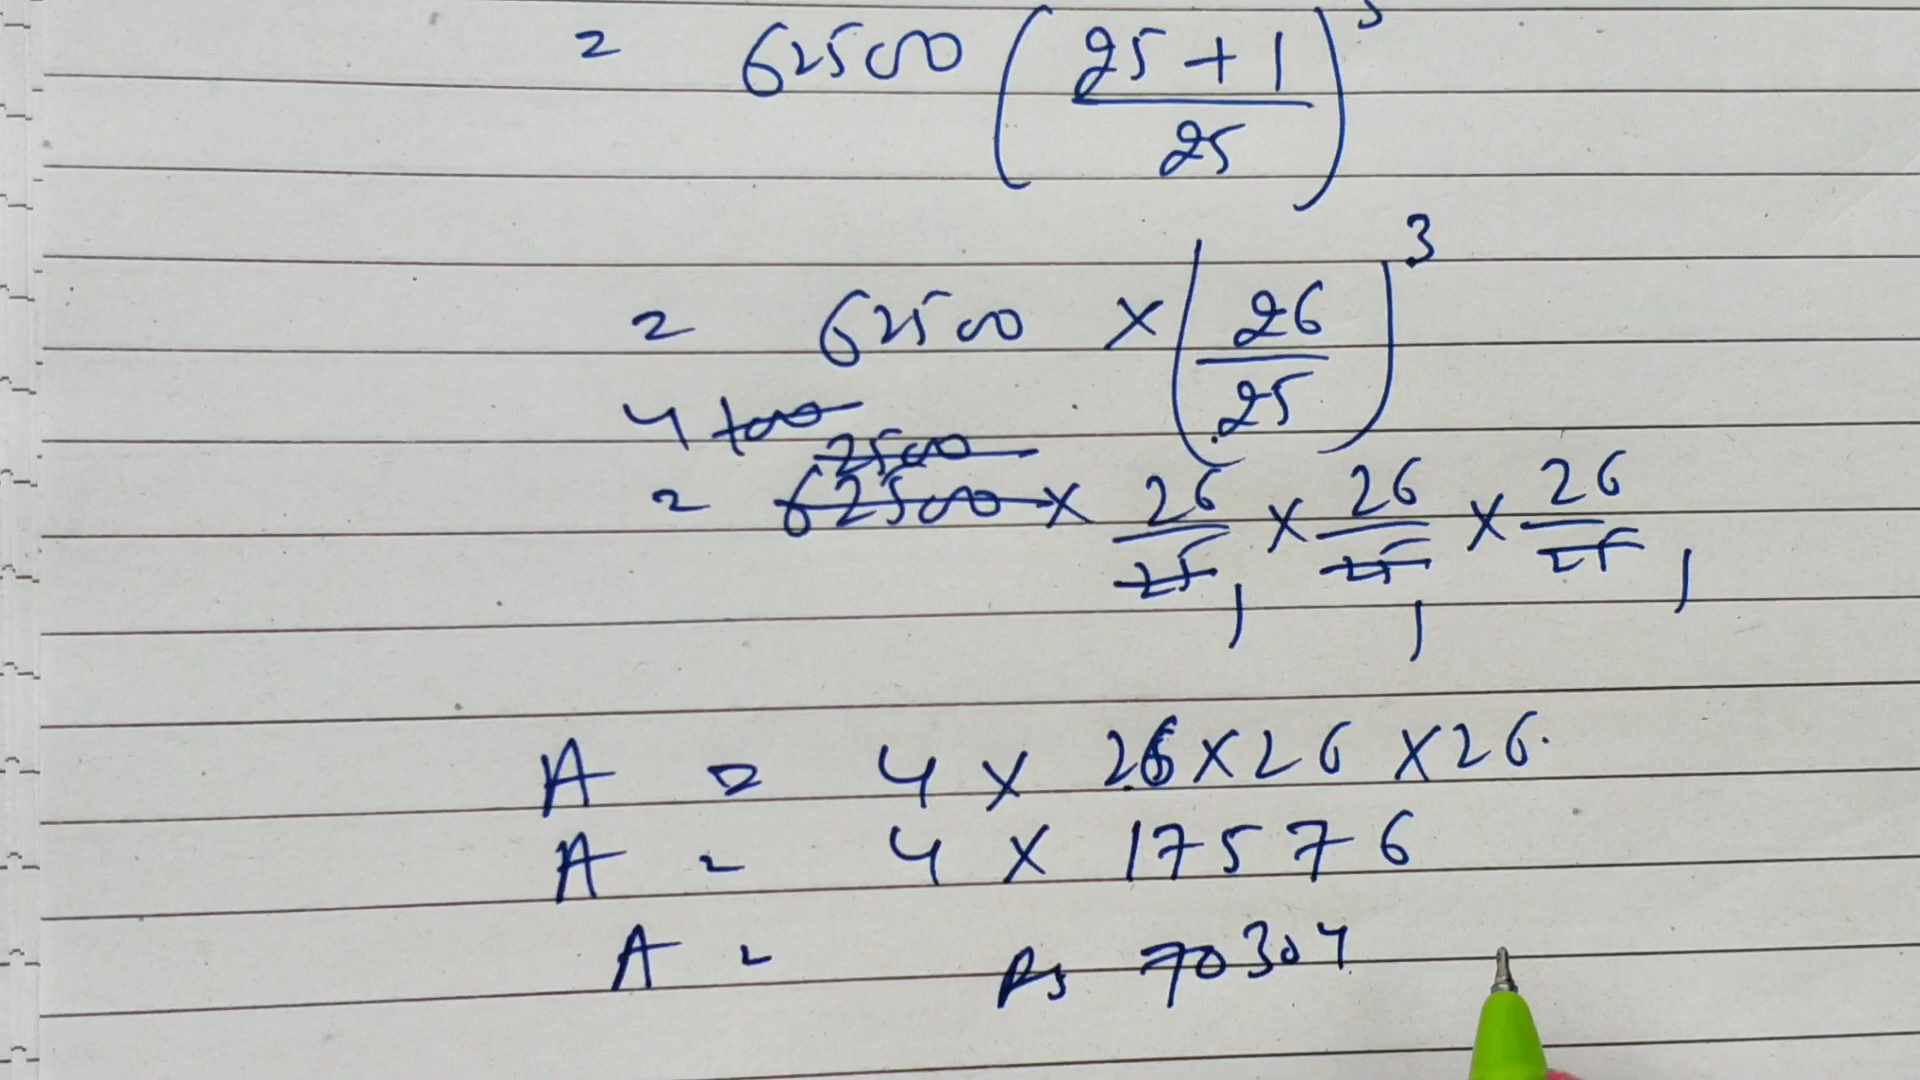 = 62500 (25 + 1 / 25)³
= 62500 × (26 / 25)³
4 100
2500
= 62500 × 26/25 × 26/25 × 26/25
1 1 1
A = 4 × 26 × 26 × 26.
A = 4 × 17576
A = Rs 70304